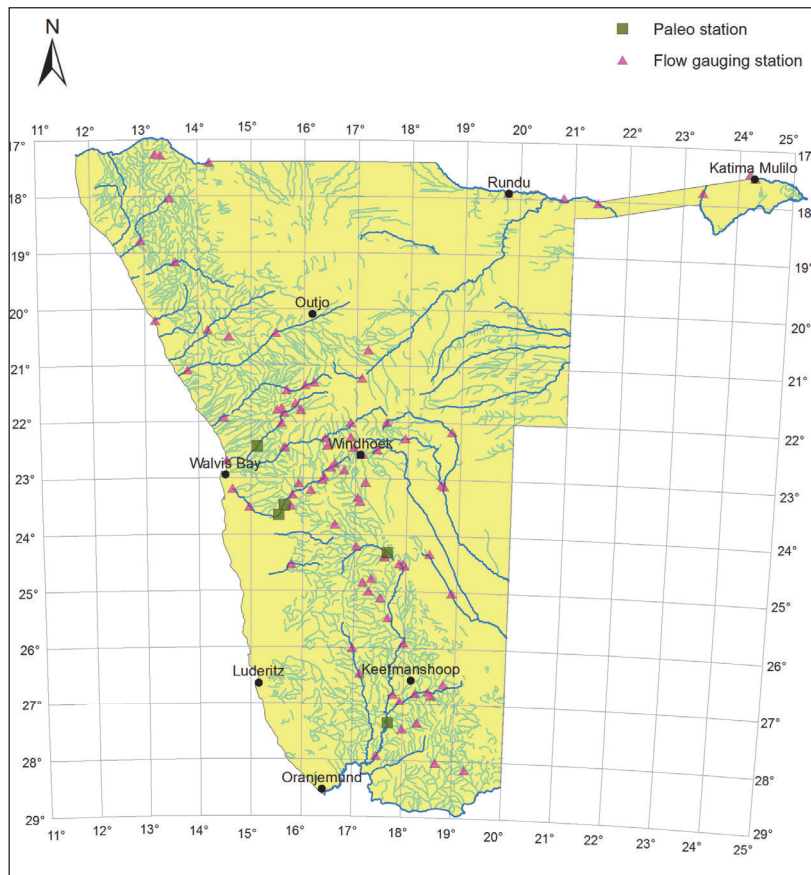 N
Paleo station
Flow gauging station
11° 12° 13° 14° 15° 16° 17° 18° 19° 20° 21° 22° 23° 24° 25°
17° 17°
Katima Mulilo
Rundu
18° 18°
19° 19°
Outjo
20° 20°
21° 21°
22° 22°
Windhoek
Walvis Bay
23° 23°
24° 24°
25° 25°
26° 26°
Luderitz
Keetmanshoop
27° 27°
28° 28°
Oranjemund
29° 29°
11° 12° 13° 14° 15° 16° 17° 18° 19° 20° 21° 22° 23° 24° 25°